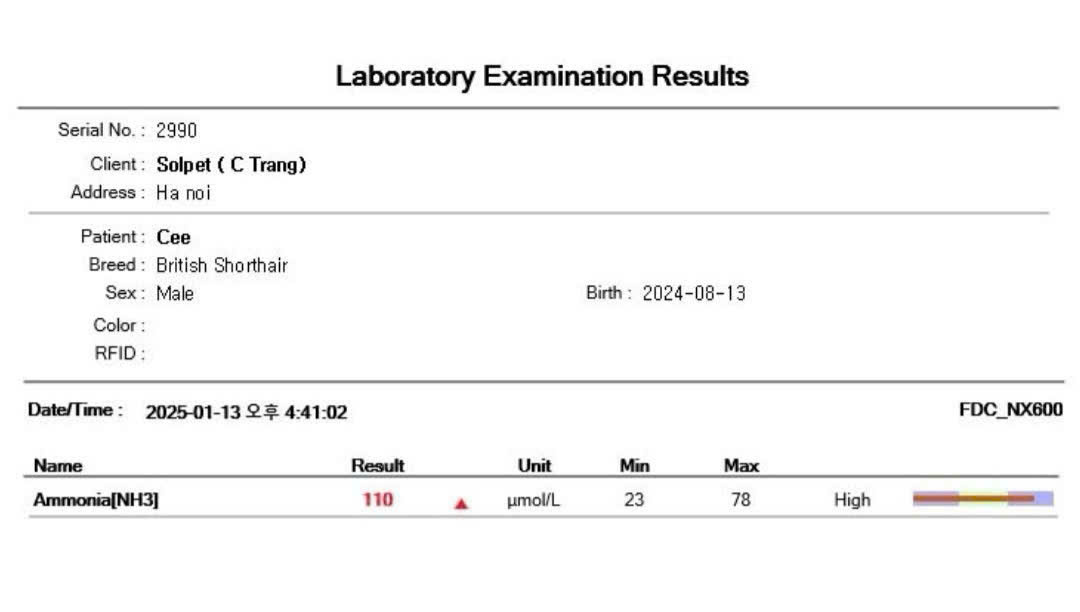 Laboratory Examination Results
Serial No. : 2990
Client : Solpet ( C Trang)
Address : Ha noi
Patient : Cee
Breed : British Shorthair
Sex : Male Birth : 2024-08-13
Color :
RFID :
Date/Time : 2025-01-13 오후 4:41:02 FDC_NX600
Name Result Unit Min Max
Ammonia[NH3] 110 ▲ μmol/L 23 78 High